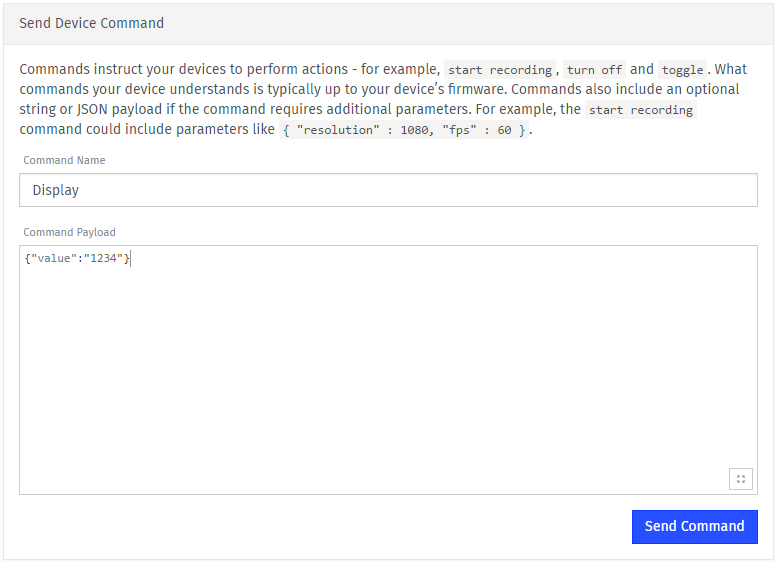 Send Device Command
Commands instruct your devices to perform actions - for example, start recording, turn off and toggle. What
commands your device understands is typically up to your device’s firmware. Commands also include an optional
string or JSON payload if the command requires additional parameters. For example, the start recording
command could include parameters like { "resolution" : 1080, "fps" : 60 }.
Command Name
Display
Command Payload
{"value":"1234"}
Send Command